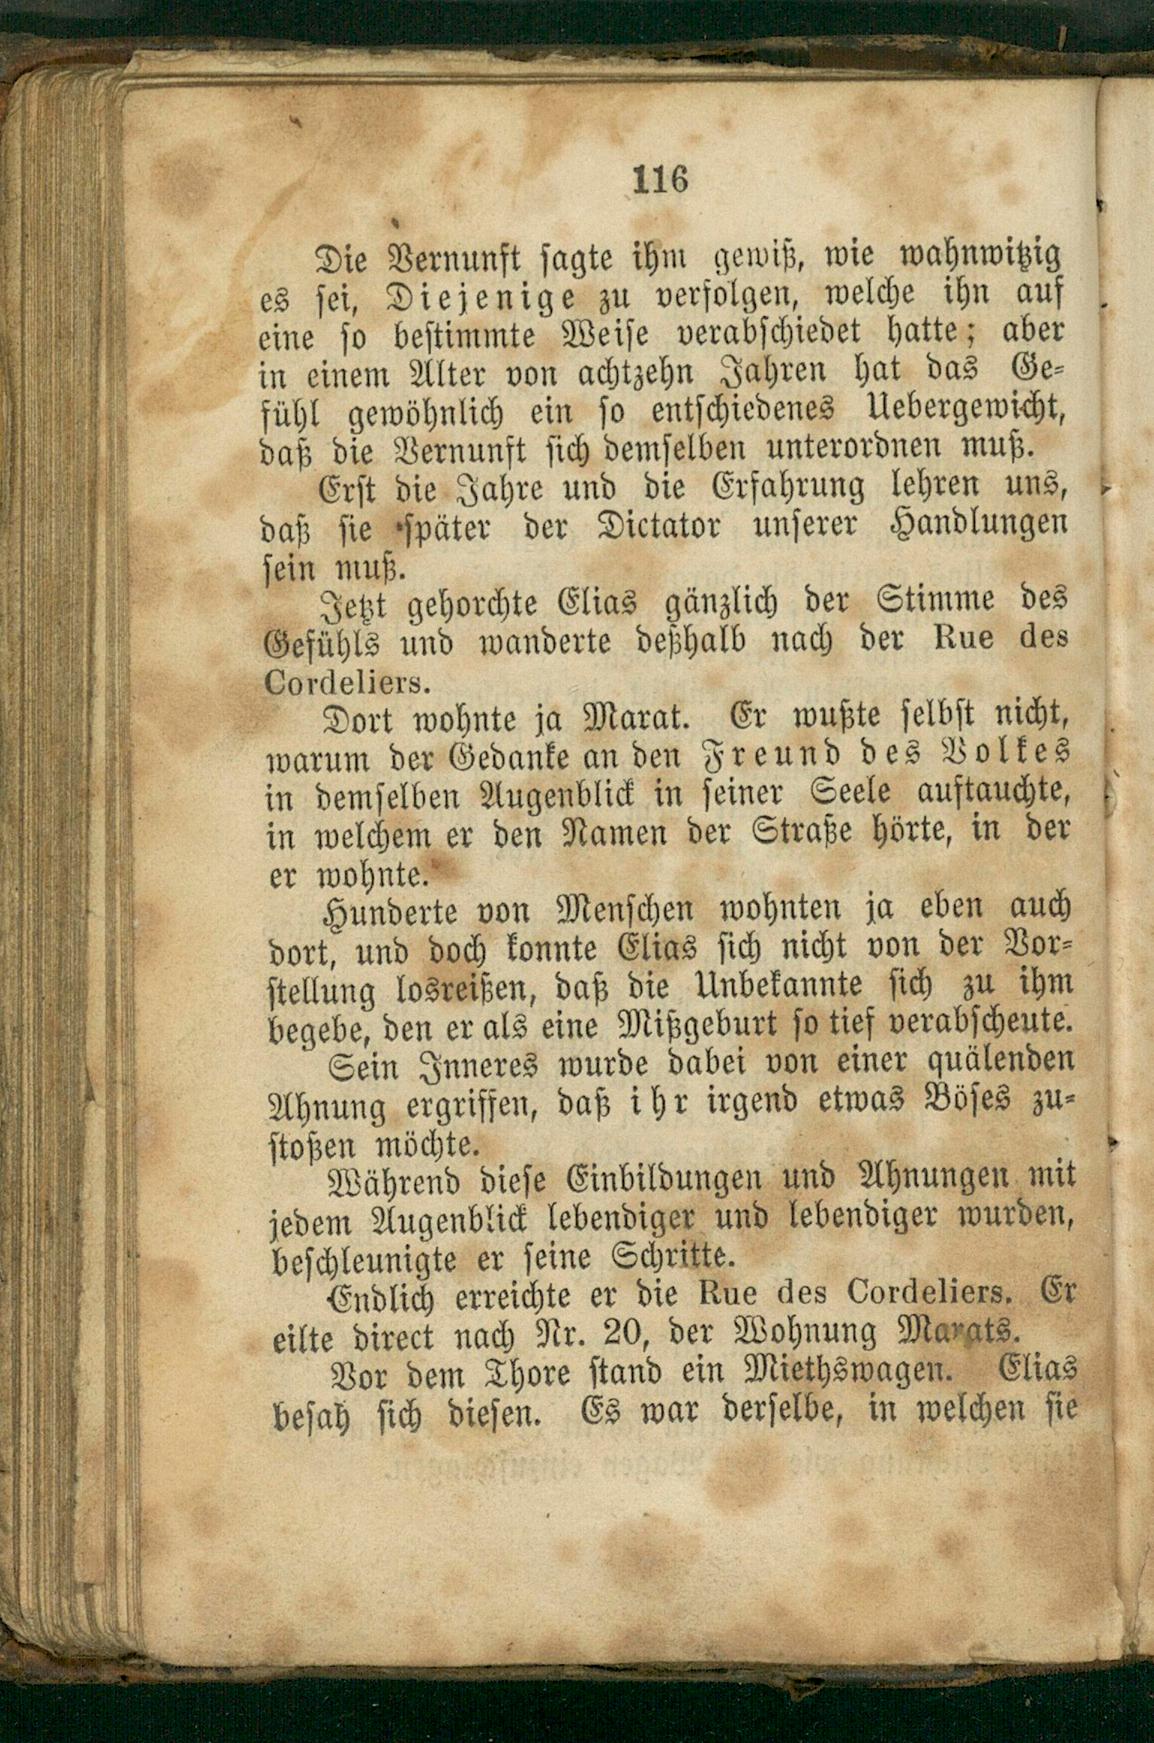 116
Die Vernunft sagte ihm gewiß, wie wahnwitzig
es sei, Diejenige zu verfolgen, welche ihn auf
eine so bestimmte Weise verabschiedet hatte; aber
in einem Alter von achtzehn Jahren hat das Ge-
fühl gewöhnlich ein so entschiedenes Uebergewicht,
daß die Vernunft sich demselben unterordnen muß.
Erst die Jahre und die Erfahrung lehren uns,
daß sie später der Dictator unserer Handlungen
sein muß.
Jetzt gehorchte Elias gänzlich der Stimme des
Gefühls und wanderte deßhalb nach der Rue des
Cordeliers.
Dort wohnte ja Marat. Er wußte selbst nicht,
warum der Gedanke an den Freund des Volkes
in demselben Augenblick in seiner Seele auftauchte,
in welchem er den Namen der Straße hörte, in der
er wohnte.
Hunderte von Menschen wohnten ja eben auch
dort, und doch konnte Elias sich nicht von der Vor-
stellung losreißen, daß die Unbekannte sich zu ihm
begebe, den er als eine Mißgeburt so tief verabscheute.
Sein Inneres wurde dabei von einer quälenden
Ahnung ergriffen, daß ihr irgend etwas Böses zu-
stoßen möchte.
Während diese Einbildungen und Ahnungen mit
jedem Augenblick lebendiger und lebendiger wurden,
beschleunigte er seine Schritte.
Endlich erreichte er die Rue des Cordeliers. Er
eilte direct nach Nr. 20, der Wohnung Marats.
Vor dem Thore stand ein Miethswagen. Elias
besah sich diesen. Es war derselbe, in welchen sie